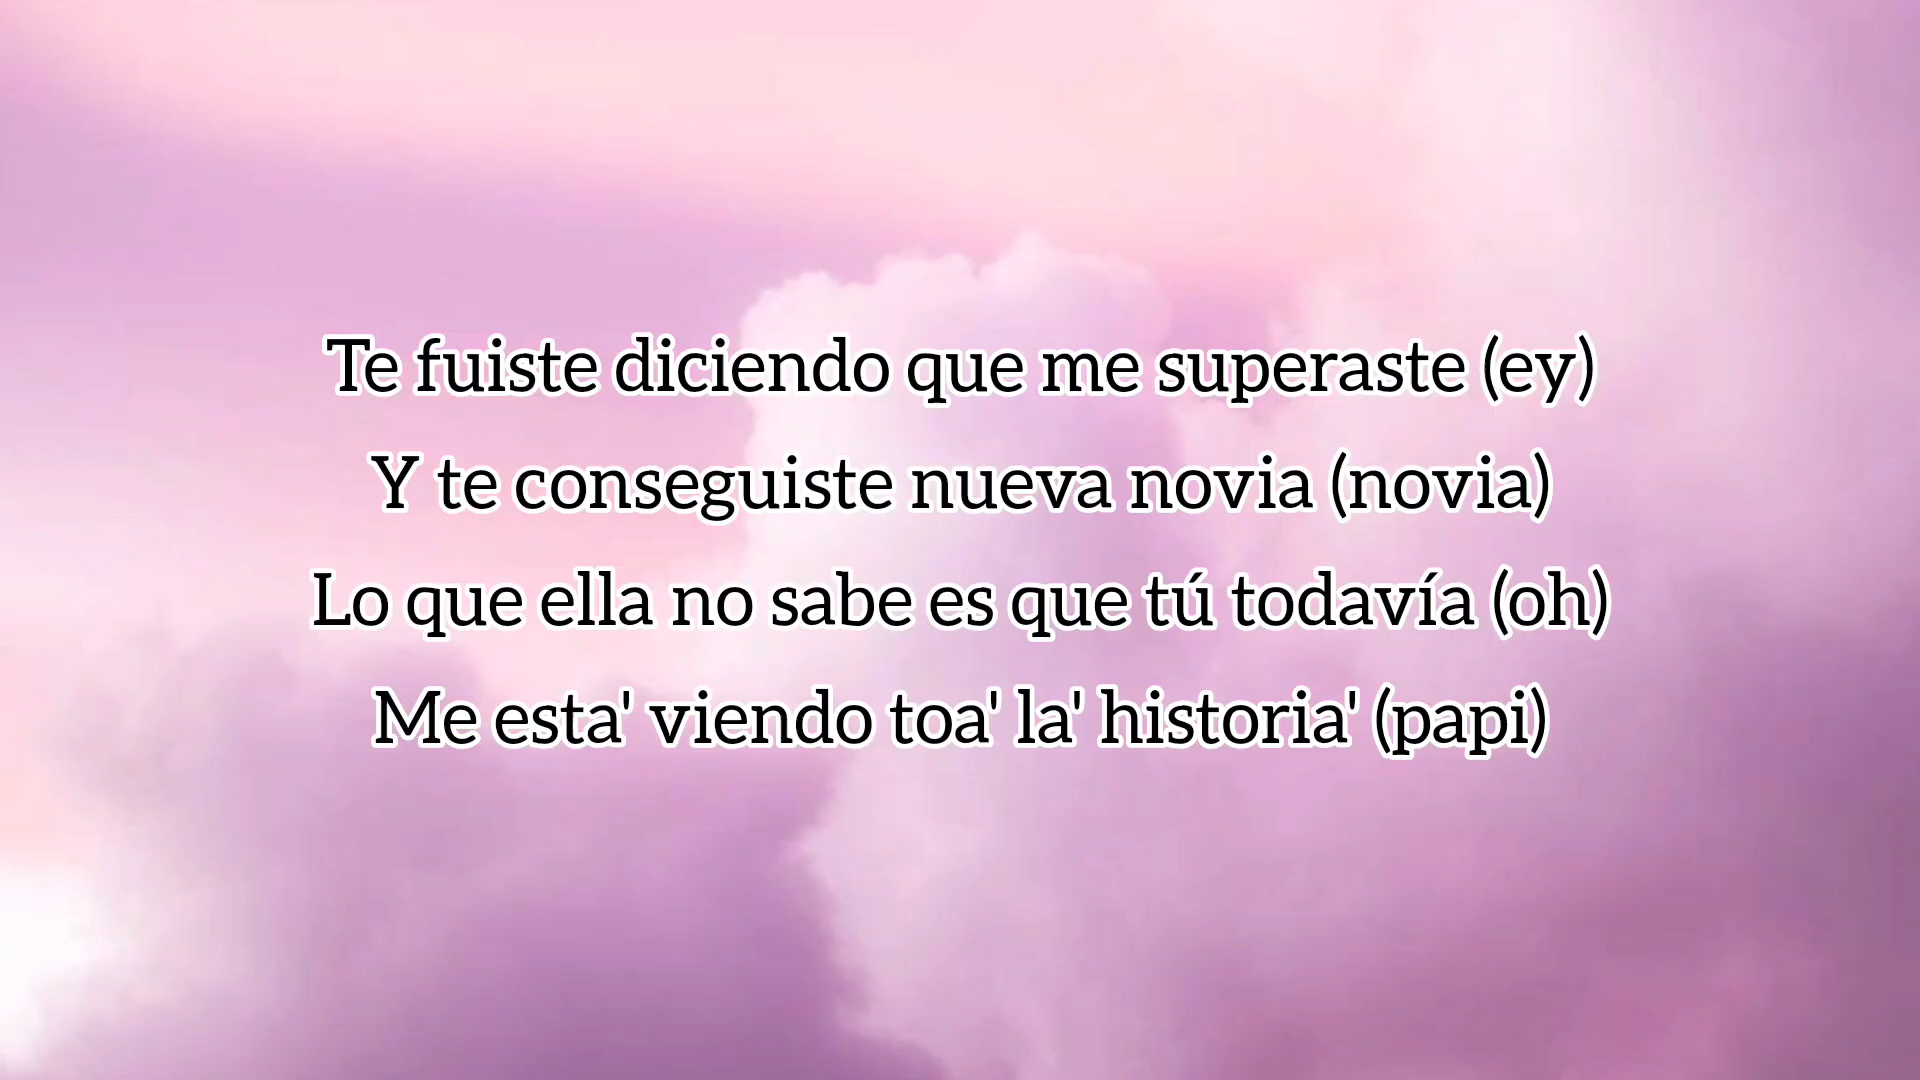 Te fuiste diciendo que me superaste (ey)
Y te conseguiste nueva novia (novia)
Lo que ella no sabe es que tú todavía (oh)
Me esta' viendo toa' la' historia' (papi)